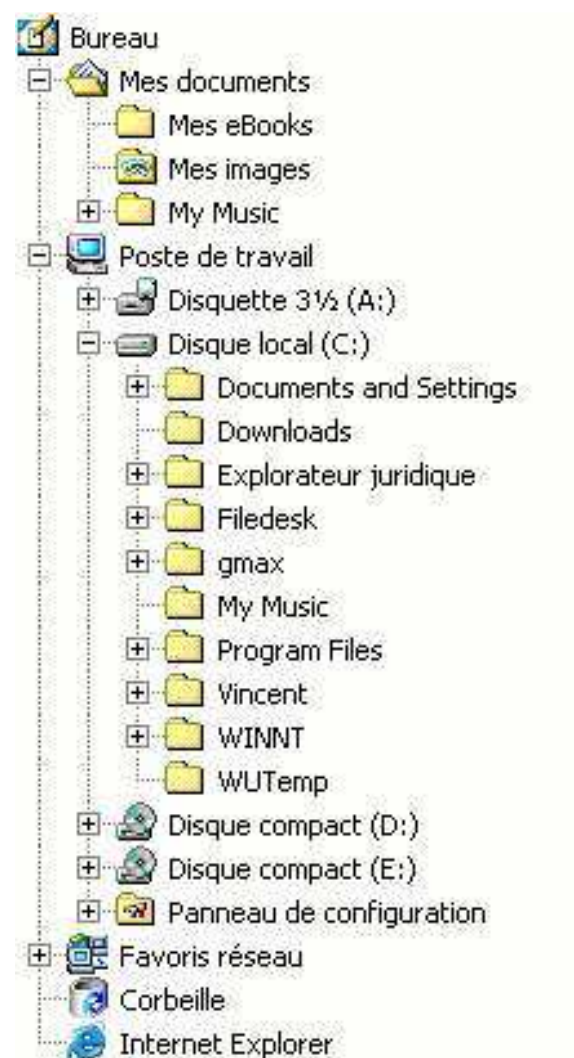 Bureau
Mes documents
Mes eBooks
Mes images
My Music
Poste de travail
Disquette 3½ (A:)
Disque local (C:)
Documents and Settings
Downloads
Explorateur juridique
Filedesk
gmax
My Music
Program Files
Vincent
WINNT
WUTemp
Disque compact (D:)
Disque compact (E:)
Panneau de configuration
Favoris réseau
Corbeille
Internet Explorer